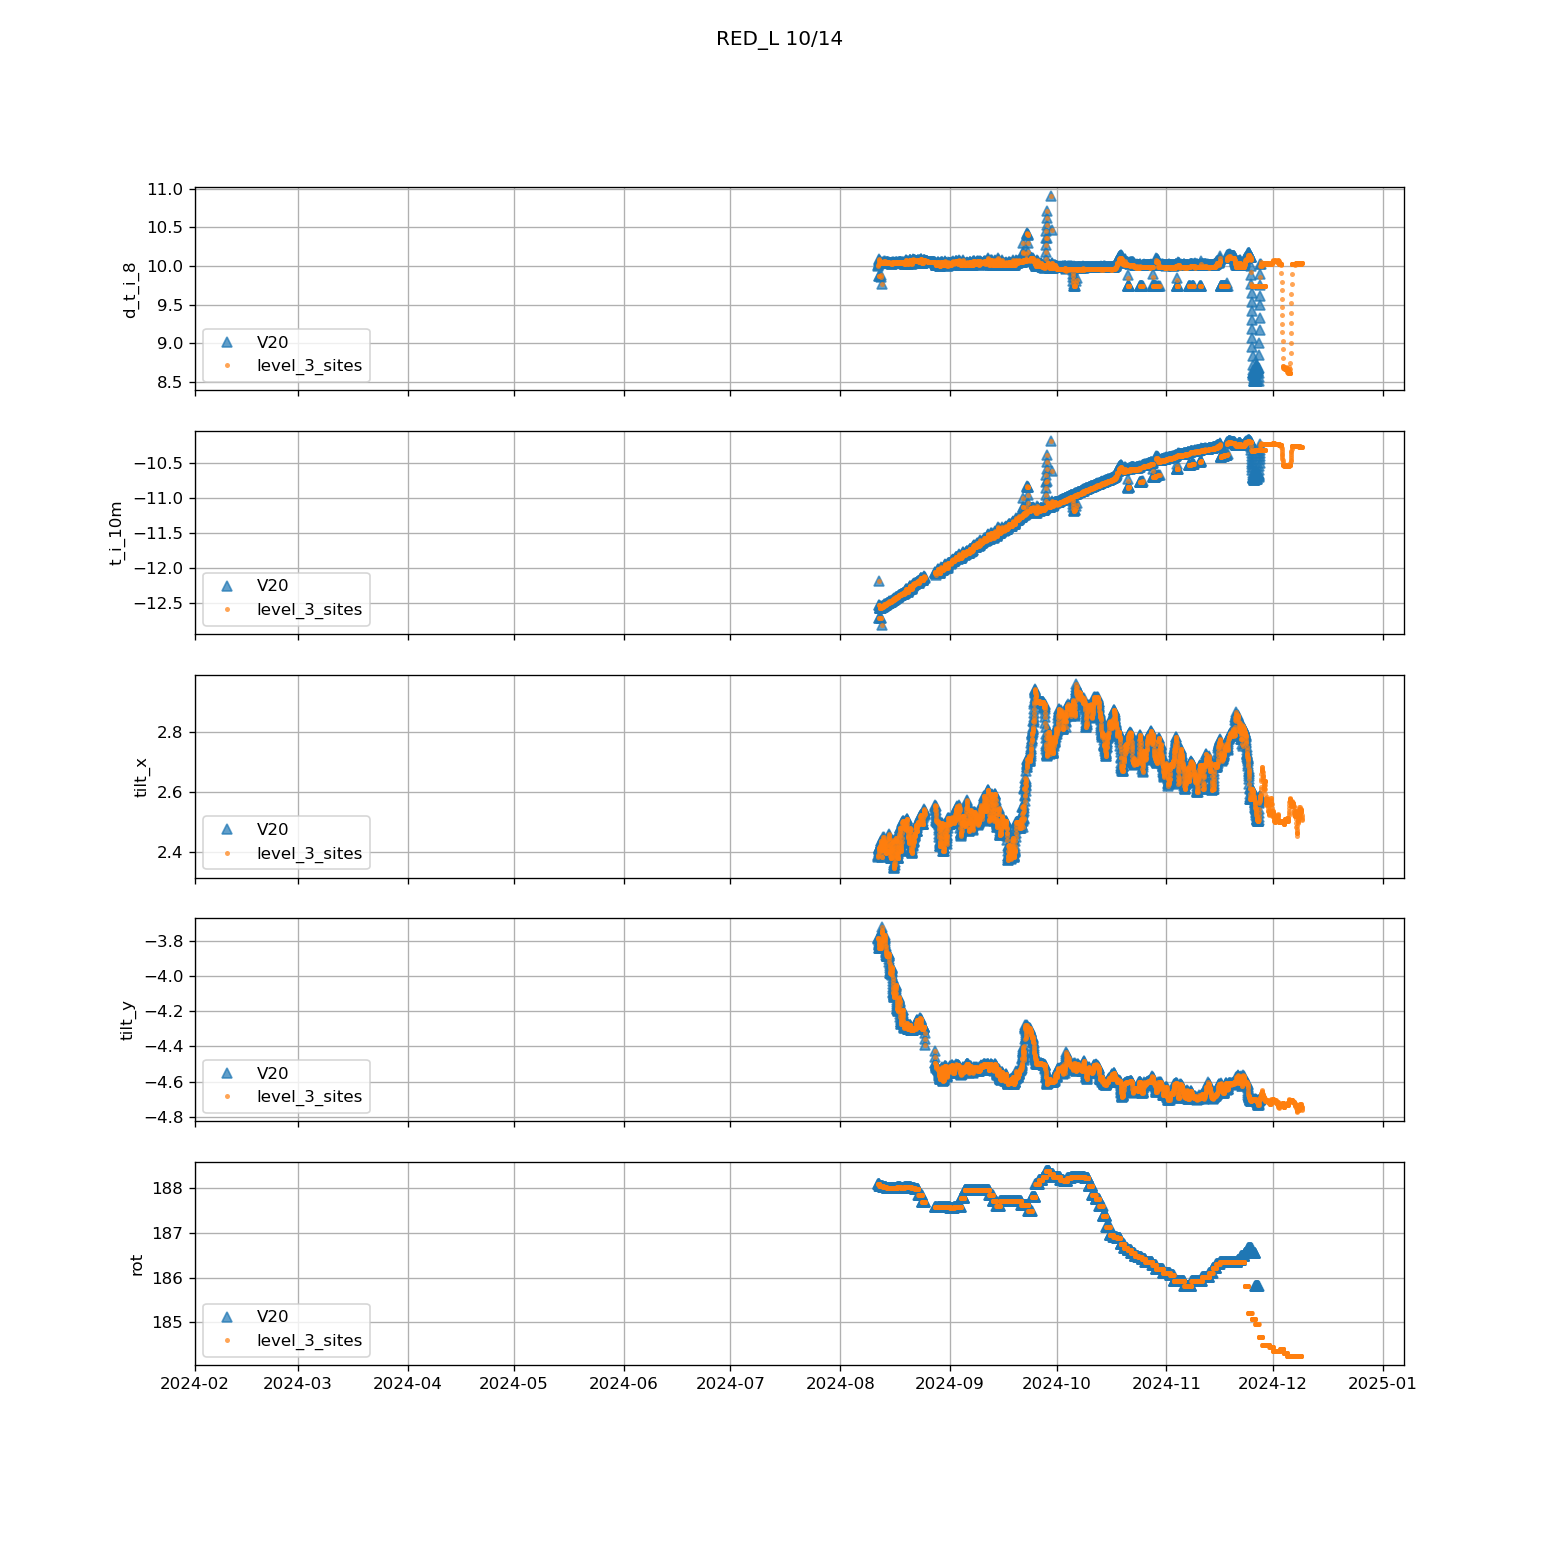 RED_L 10/14
11.0
10.5
10.0
9.5
9.0
8.5
d_t_i_8
V20
level_3_sites
−10.5
−11.0
−11.5
−12.0
−12.5
t_i_10m
V20
level_3_sites
2.8
2.6
2.4
tilt_x
V20
level_3_sites
−3.8
−4.0
−4.2
−4.4
−4.6
−4.8
tilt_y
V20
level_3_sites
188
187
186
185
rot
V20
level_3_sites
2024-02 2024-03 2024-04 2024-05 2024-06 2024-07 2024-08 2024-09 2024-10 2024-11 2024-12 2025-01